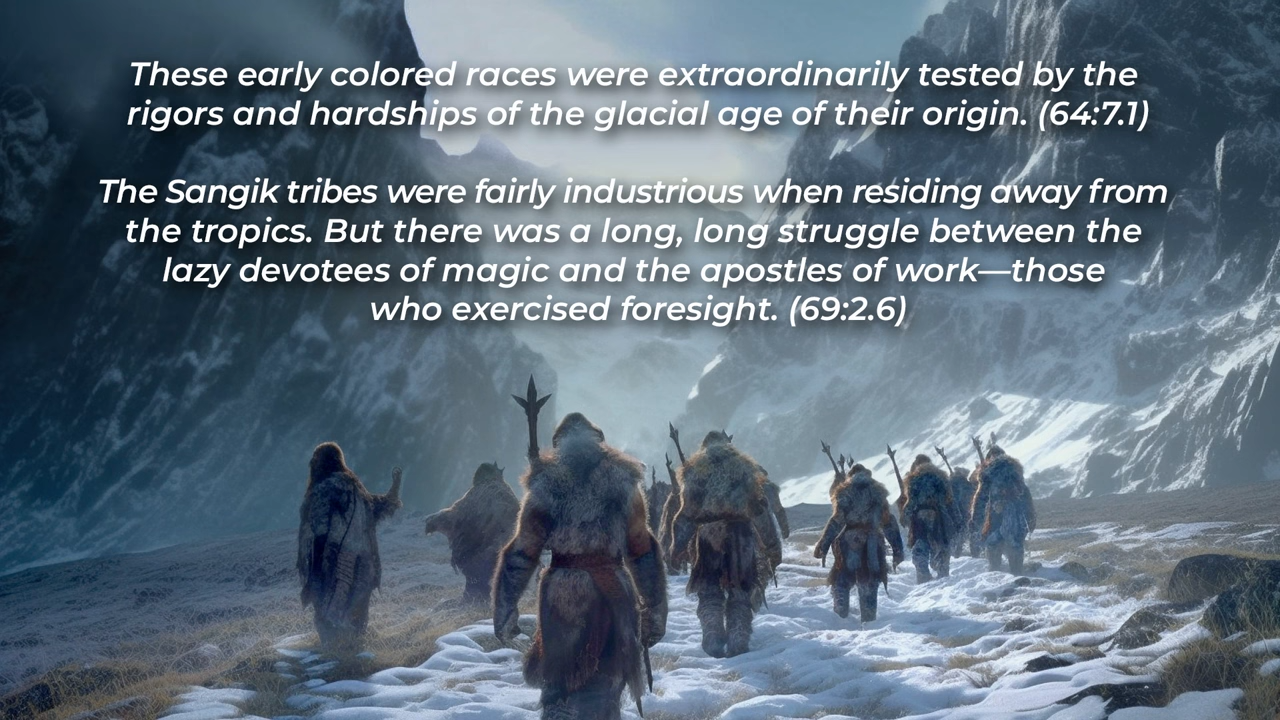 These early colored races were extraordinarily tested by the
rigors and hardships of the glacial age of their origin. (64:7.1)
The Sangik tribes were fairly industrious when residing away from
the tropics. But there was a long, long struggle between the
lazy devotees of magic and the apostles of work—those
who exercised foresight. (69:2.6)